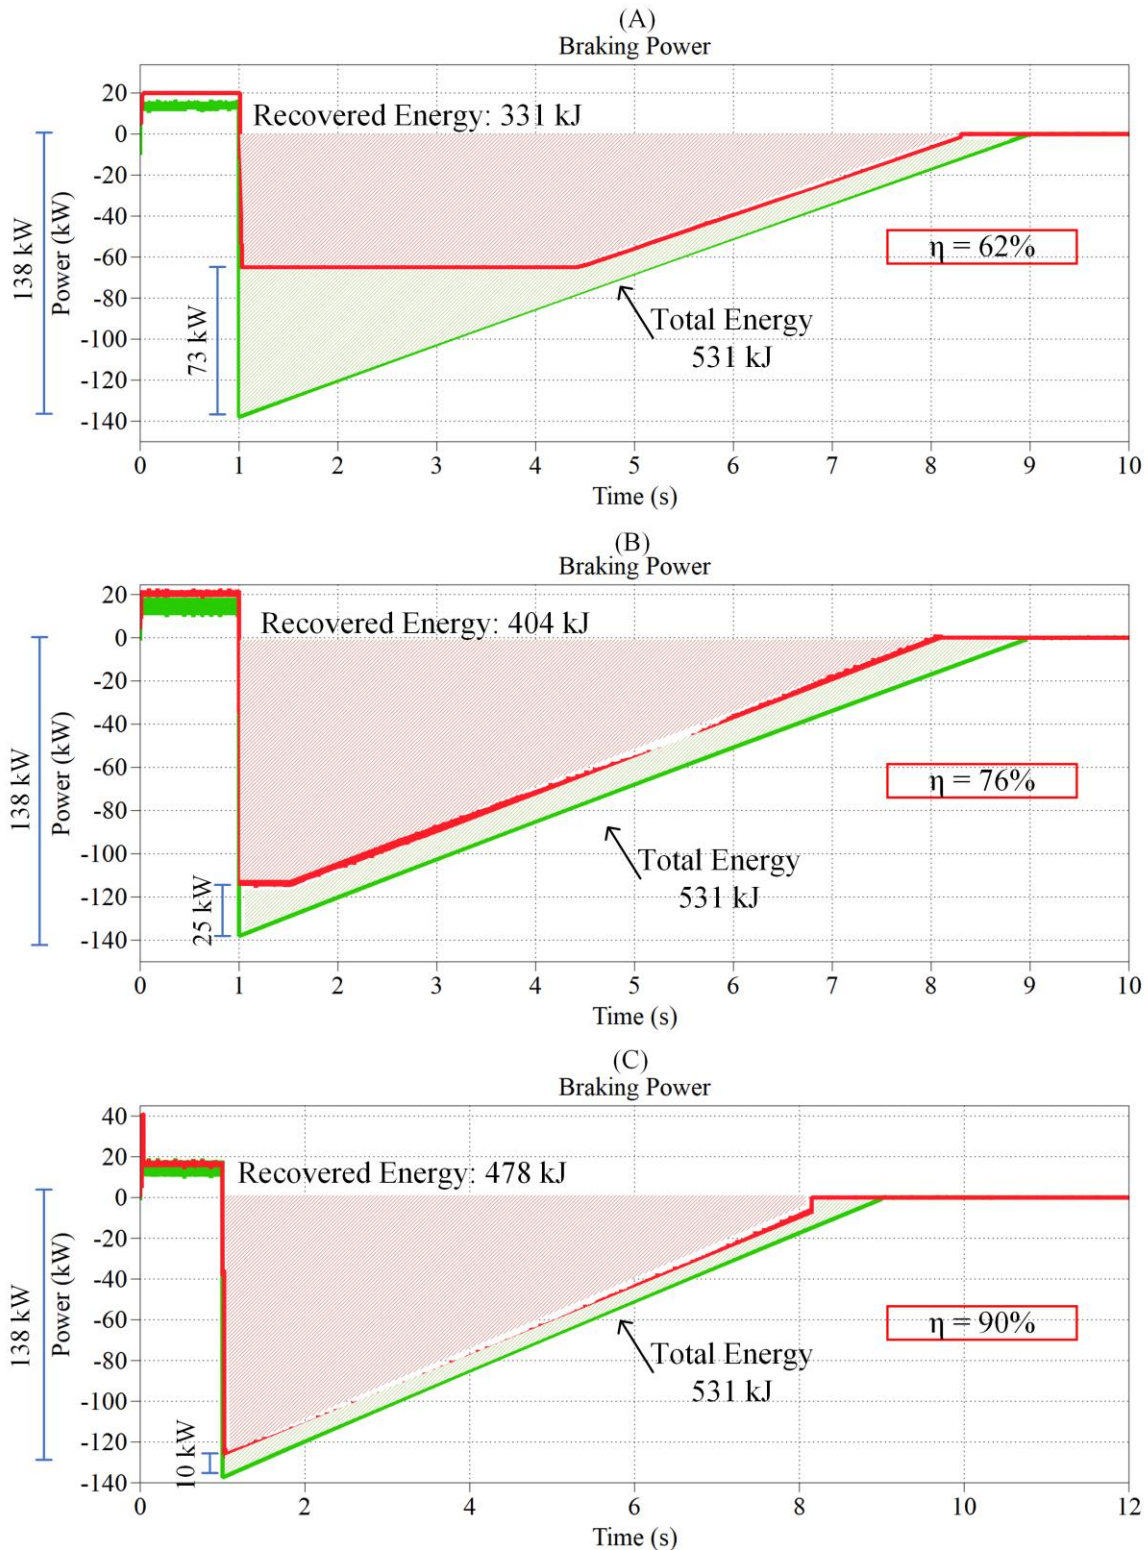 (A)
Braking Power
20
0
-20
-40
-60
-80
-100
-120
-140
Power (kW)
138 kW
73 kW
Recovered Energy: 331 kJ
η = 62%
Total Energy
531 kJ
0 1 2 3 4 5 6 7 8 9 10
Time (s)
(B)
Braking Power
20
0
-20
-40
-60
-80
-100
-120
-140
Power (kW)
138 kW
25 kW
Recovered Energy: 404 kJ
η = 76%
Total Energy
531 kJ
0 1 2 3 4 5 6 7 8 9 10
Time (s)
(C)
Braking Power
40
20
0
-20
-40
-60
-80
-100
-120
-140
Power (kW)
138 kW
10 kW
Recovered Energy: 478 kJ
η = 90%
Total Energy
531 kJ
0 2 4 6 8 10 12
Time (s)